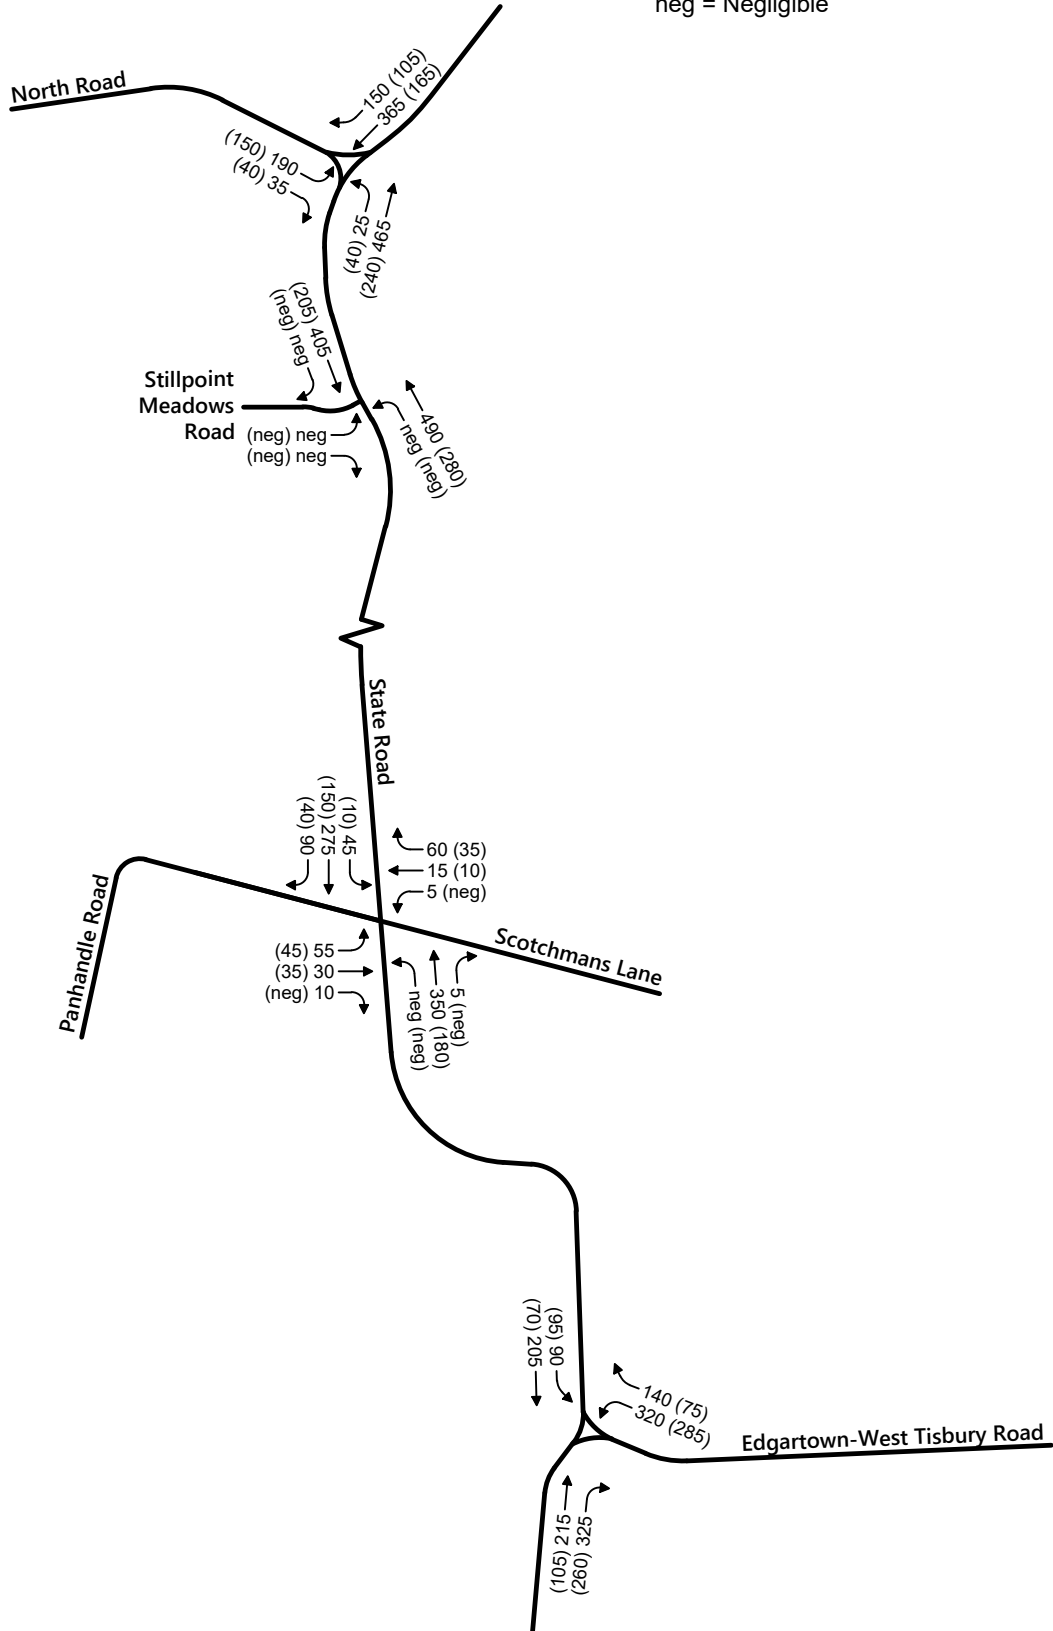 neg = Negligible
North Road
150 (105)
365 (165)
(150) 190
(40) 35
(40) 25
(240) 465
(205) 405
(neg) neg
Stillpoint
Meadows
Road
(neg) neg
(neg) neg
490 (280)
neg (neg)
State Road
(10) 45
(150) 275
(40) 90
60 (35)
15 (10)
5 (neg)
Panhandle Road
Scotchmans Lane
(45) 55
(35) 30
(neg) 10
5 (neg)
350 (180)
neg (neg)
(95) 90
(70) 205
140 (75)
320 (285)
Edgartown-West Tisbury Road
(105) 215
(260) 325